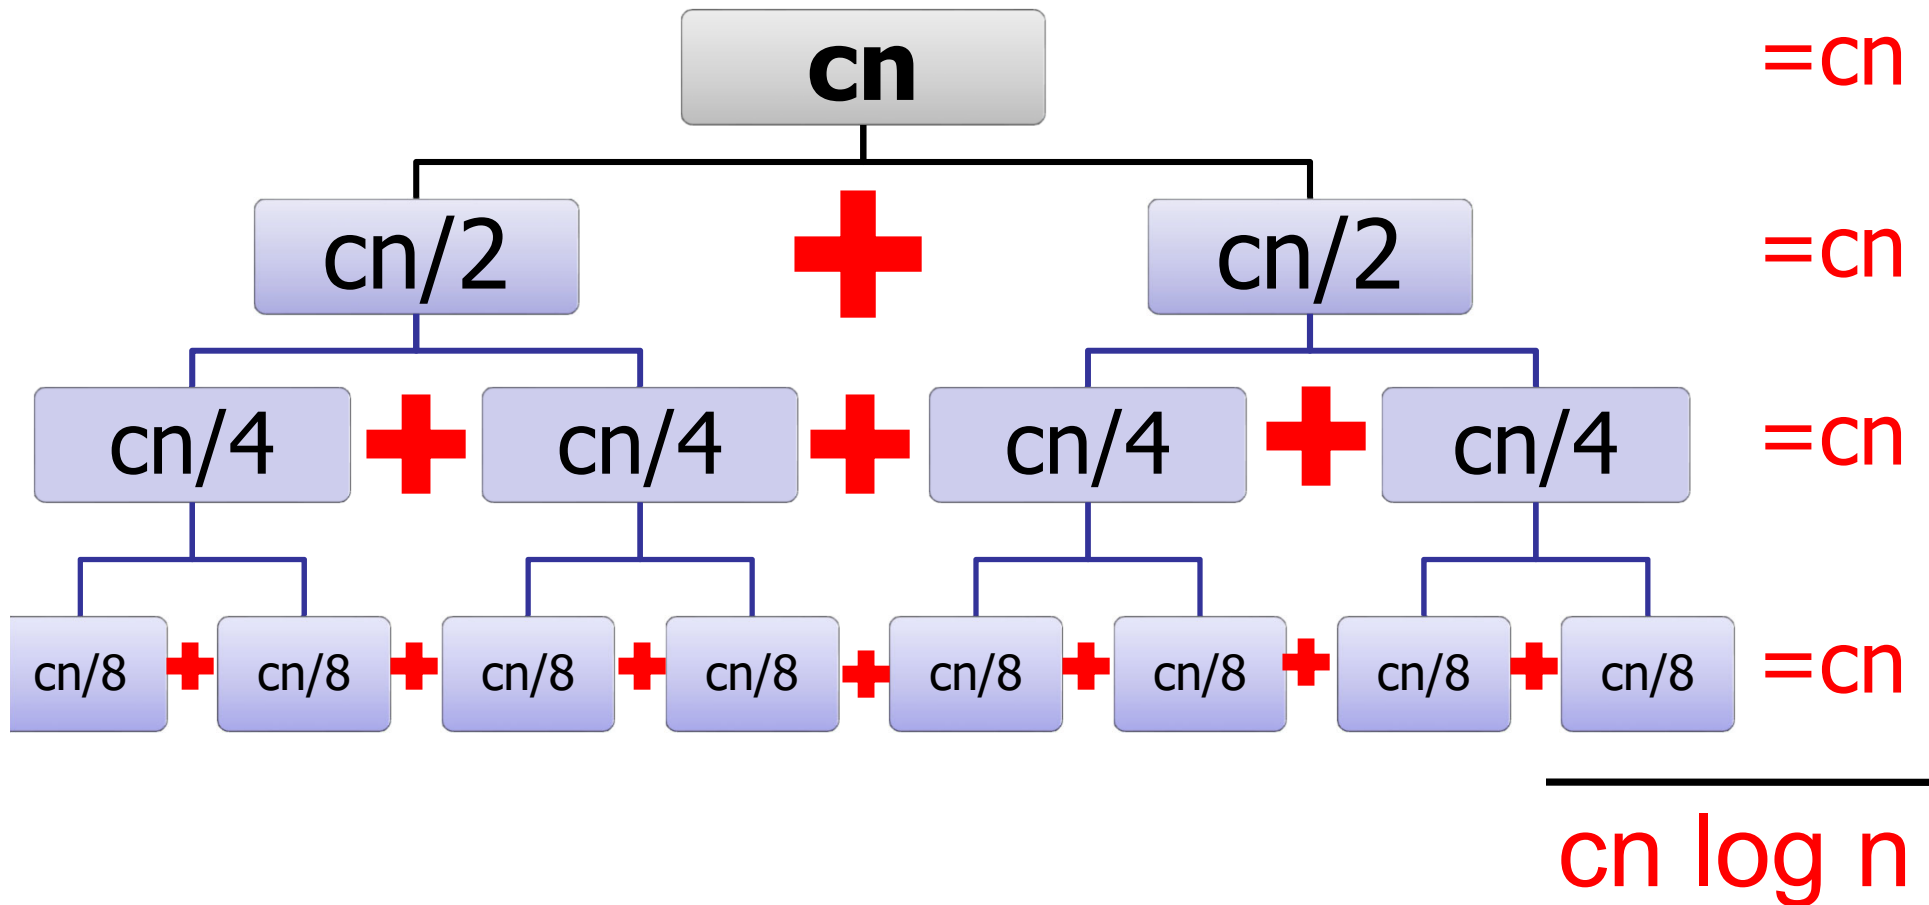 cn =cn
cn/2 + cn/2 =cn
cn/4 + cn/4 + cn/4 + cn/4 =cn
cn/8 + cn/8 + cn/8 + cn/8 + cn/8 + cn/8 + cn/8 + cn/8 =cn
cn log n